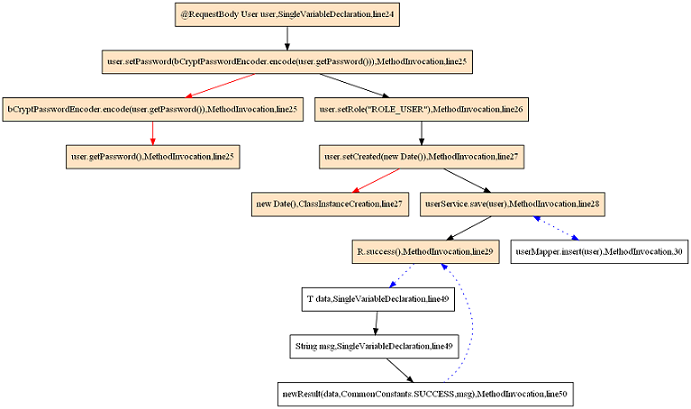 @RequestBody User user,SingleVariableDeclaration,line24
user.setPassword(bCryptPasswordEncoder.encode(user.getPassword())),MethodInvocation,line25
bCryptPasswordEncoder.encode(user.getPassword()),MethodInvocation,line25
user.setRole("ROLE_USER"),MethodInvocation,line26
user.getPassword(),MethodInvocation,line25
user.setCreated(new Date()),MethodInvocation,line27
new Date(),ClassInstanceCreation,line27
userService.save(user),MethodInvocation,line28
R.success(),MethodInvocation,line29
userMapper.insert(user),MethodInvocation,30
T data,SingleVariableDeclaration,line49
String msg,SingleVariableDeclaration,line49
newResult(data,CommonConstants.SUCCESS,msg),MethodInvocation,line50